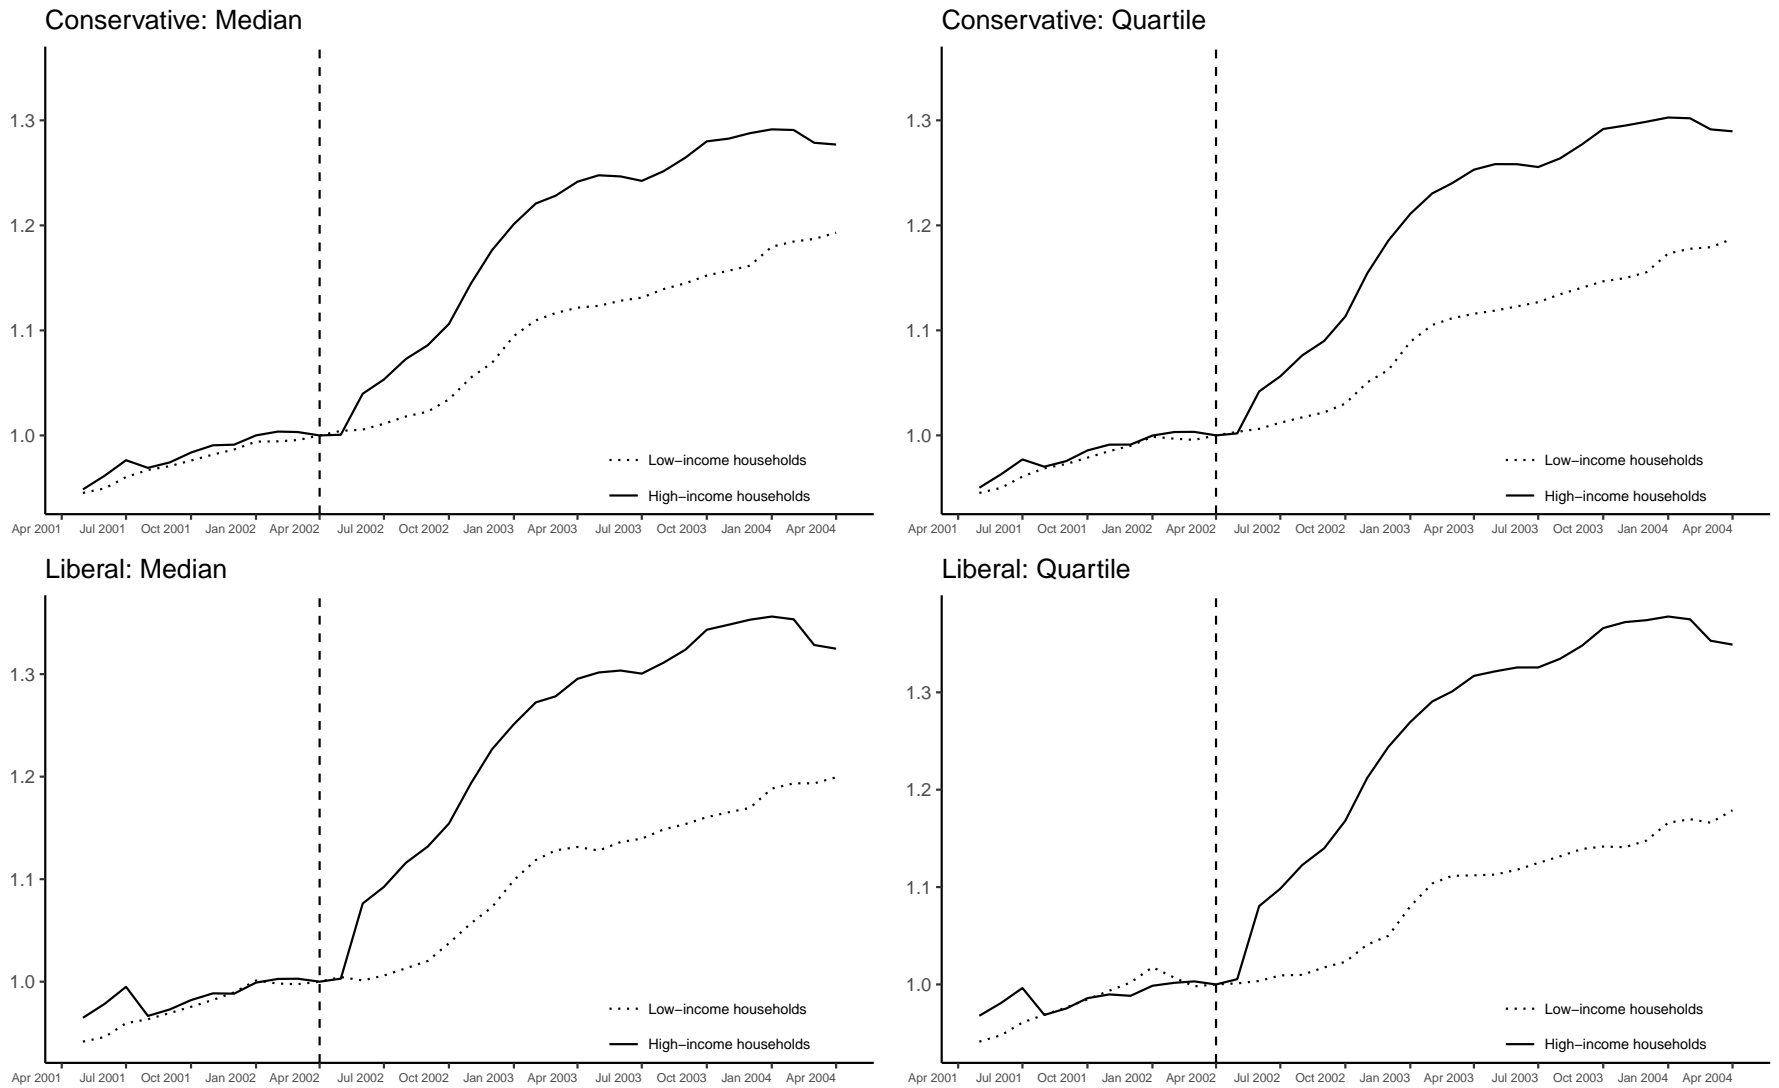 Conservative: Median
1.3
1.2
1.1
1.0
Low−income households
High−income households
Apr 2001 Jul 2001 Oct 2001 Jan 2002 Apr 2002 Jul 2002 Oct 2002 Jan 2003 Apr 2003 Jul 2003 Oct 2003 Jan 2004 Apr 2004
Conservative: Quartile
1.3
1.2
1.1
1.0
Low−income households
High−income households
Apr 2001 Jul 2001 Oct 2001 Jan 2002 Apr 2002 Jul 2002 Oct 2002 Jan 2003 Apr 2003 Jul 2003 Oct 2003 Jan 2004 Apr 2004
Liberal: Median
1.3
1.2
1.1
1.0
Low−income households
High−income households
Apr 2001 Jul 2001 Oct 2001 Jan 2002 Apr 2002 Jul 2002 Oct 2002 Jan 2003 Apr 2003 Jul 2003 Oct 2003 Jan 2004 Apr 2004
Liberal: Quartile
1.3
1.2
1.1
1.0
Low−income households
High−income households
Apr 2001 Jul 2001 Oct 2001 Jan 2002 Apr 2002 Jul 2002 Oct 2002 Jan 2003 Apr 2003 Jul 2003 Oct 2003 Jan 2004 Apr 2004